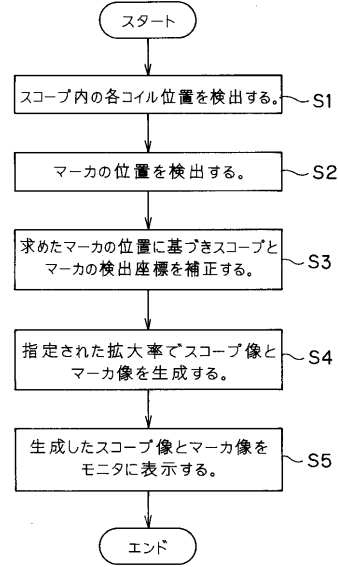 スタート
スコープ内の各コイル位置を検出する。
S1
マーカの位置を検出する。
S2
求めたマーカの位置に基づきスコープと
マーカの検出座標を補正する。
S3
指定された拡大率でスコープ像と
マーカ像を生成する。
S4
生成したスコープ像とマーカ像を
モニタに表示する。
S5
エンド